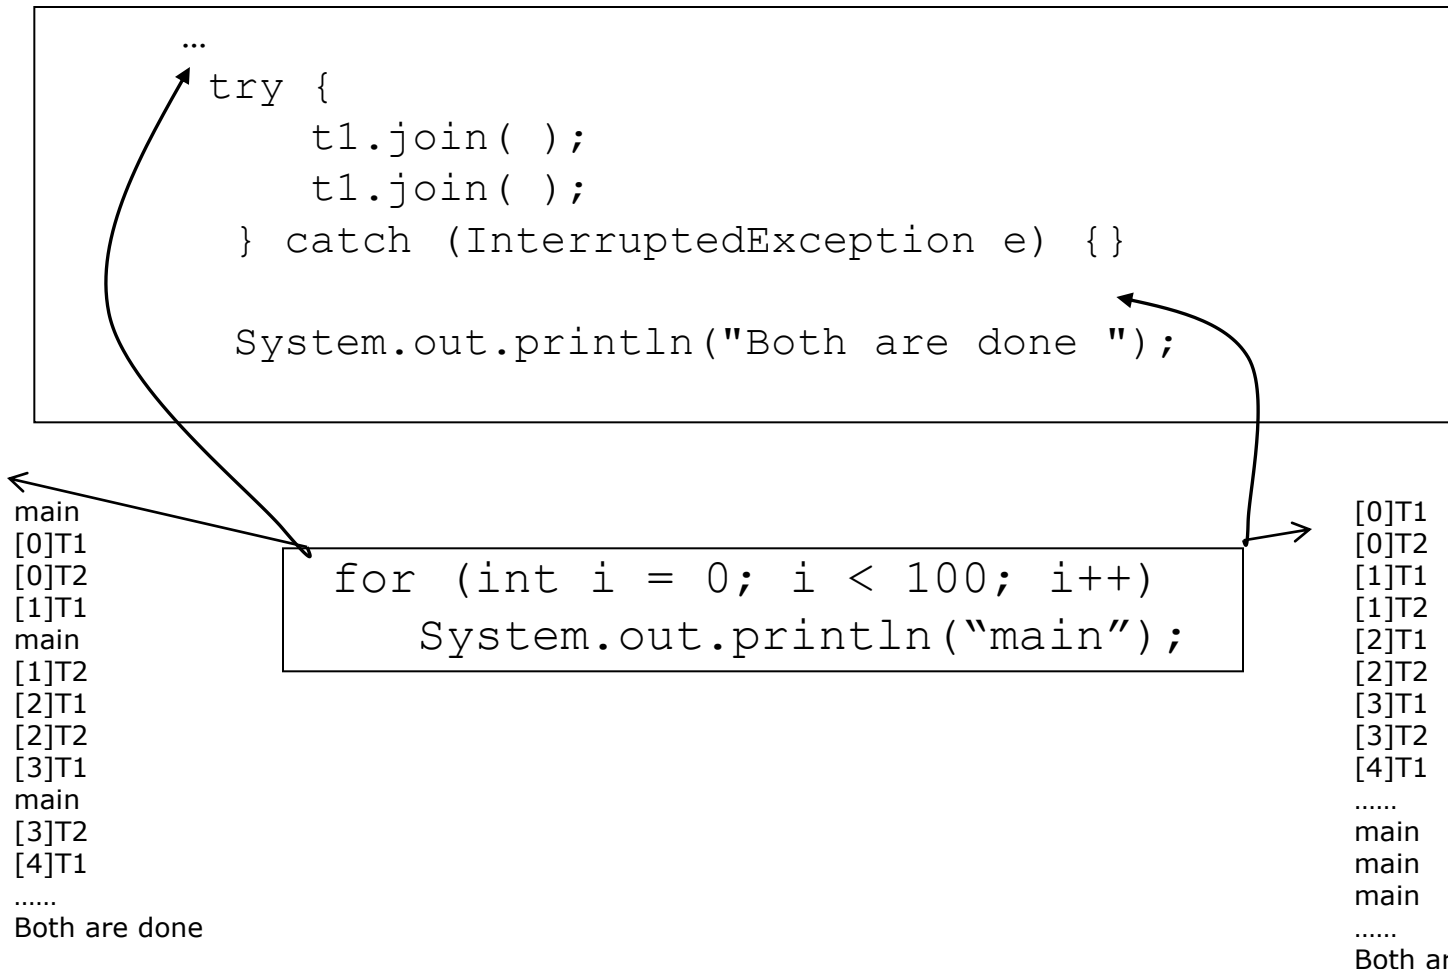 …
try {
t1.join( );
t1.join( );
} catch (InterruptedException e) {}
System.out.println("Both are done ");
main
[0]T1
[0]T2
[1]T1
main
[1]T2
[2]T1
[2]T2
[3]T1
main
[3]T2
[4]T1
……
Both are done
for (int i = 0; i < 100; i++)
System.out.println(“main”);
[0]T1
[0]T2
[1]T1
[1]T2
[2]T1
[2]T2
[3]T1
[3]T2
[4]T1
……
main
main
main
……
Both